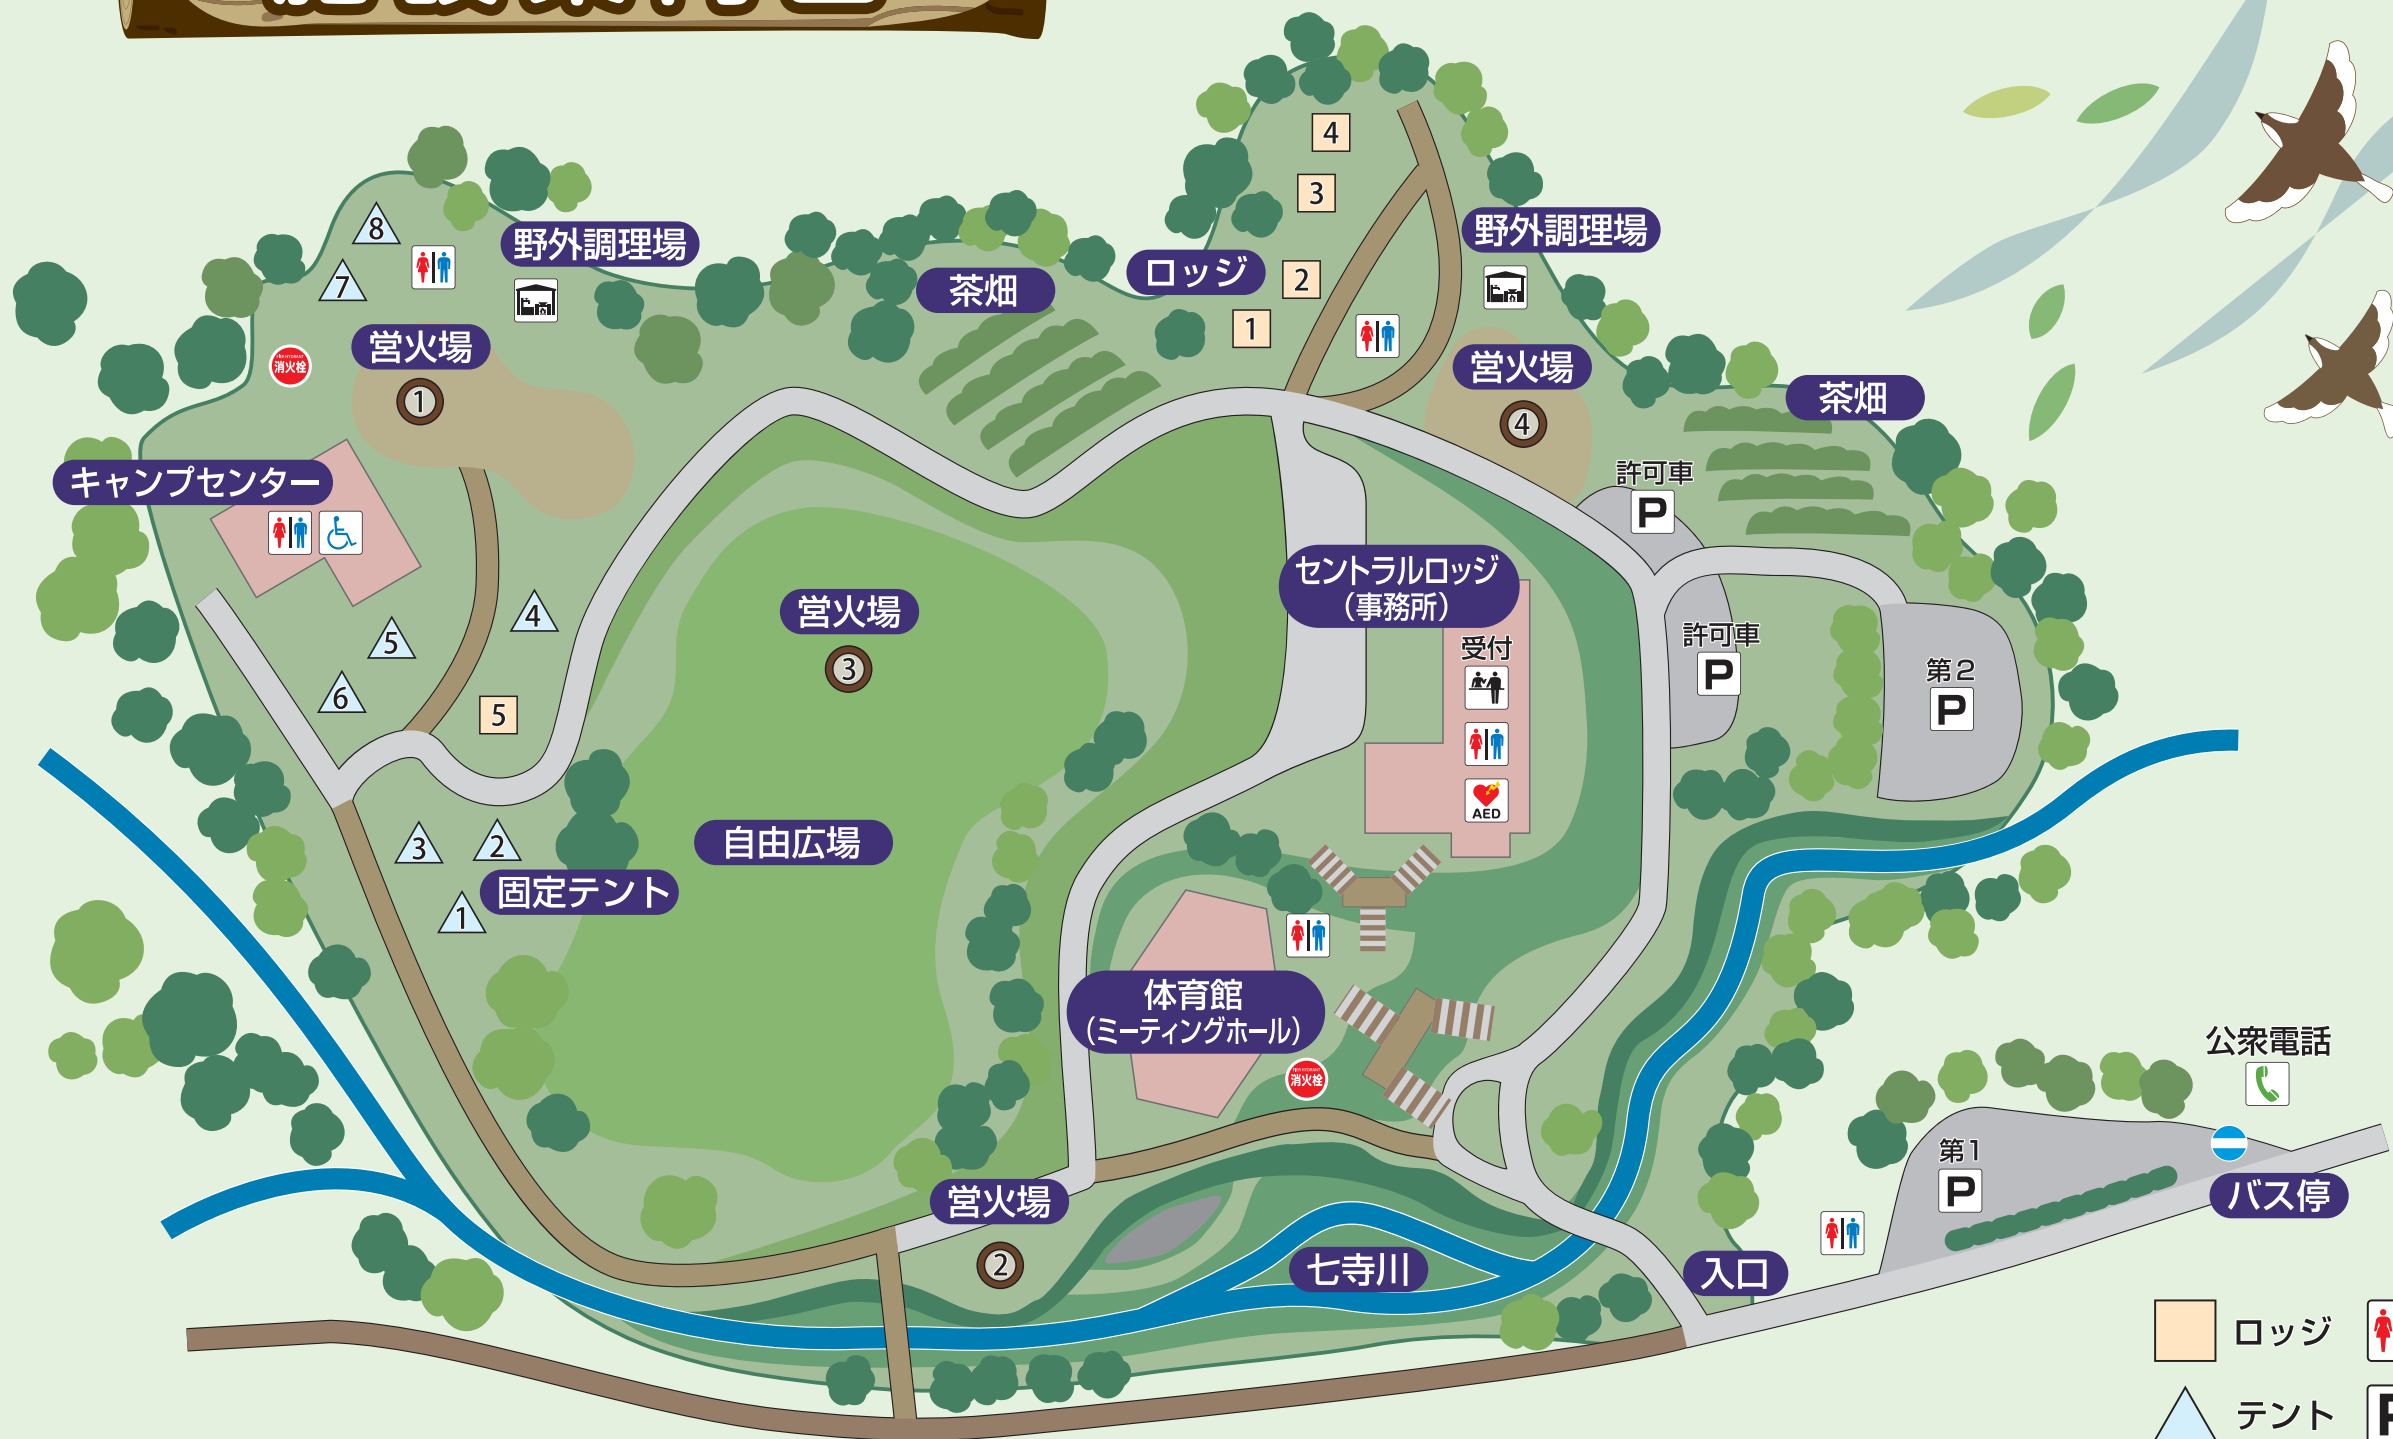 4
3
8
野外調理場
野外調理場
ロッジ
2
7
茶畑
1
営火場
消火栓
営火場
茶畑
1
4
許可車
P
キャンプセンター
セントラルロッジ
（事務所）
営火場
4
5
許可車
受付
3
P
第2
P
6
5
AED
自由広場
3
2
固定テント
1
体育館
（ミーティングホール）
消火栓
公衆電話
第1
P
バス停
営火場
2
七寺川
入口
ロッジ
テント